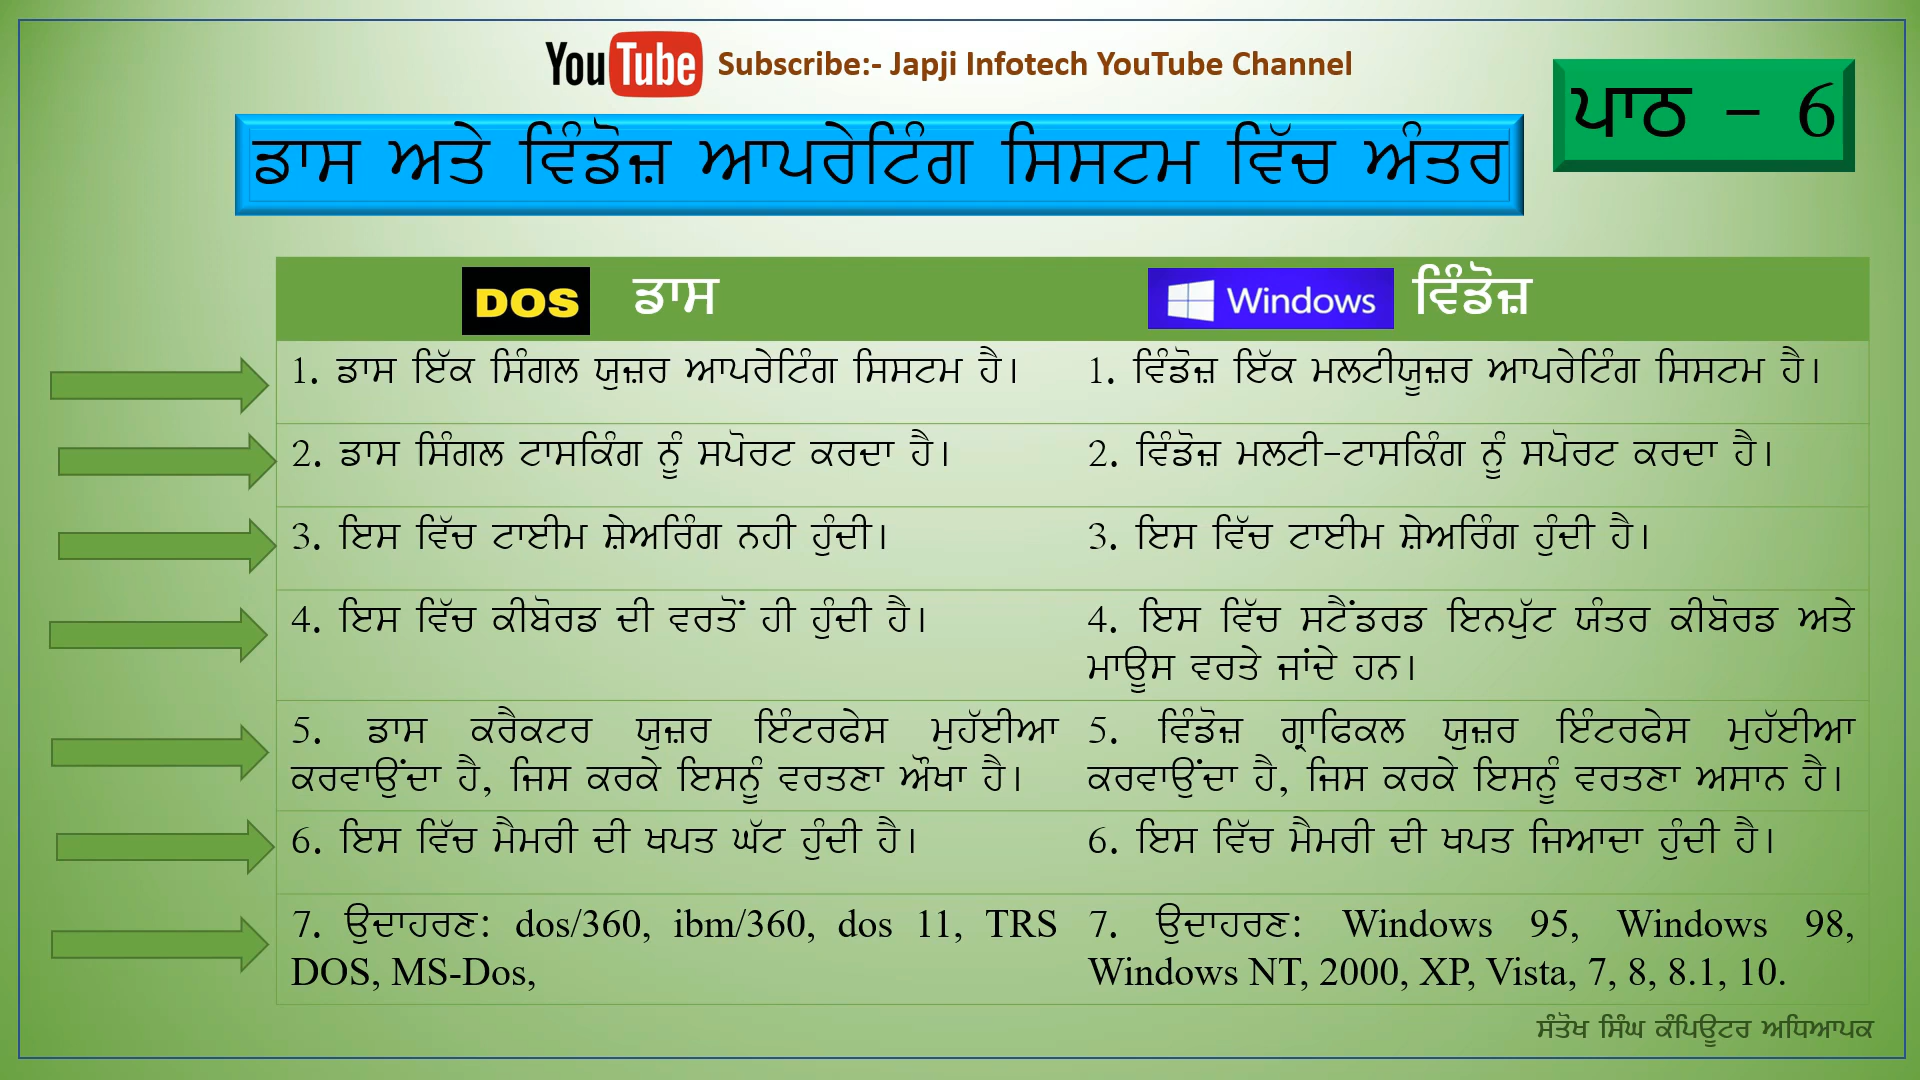 YouTube Subscribe:- Japji Infotech YouTube Channel
ਪਾਠ - 6
ਡਾਸ ਅਤੇ ਵਿੰਡੋਜ਼ ਆਪਰੇਟਿੰਗ ਸਿਸਟਮ ਵਿੱਚ ਅੰਤਰ
DOS ਡਾਸ
Windows ਵਿੰਡੋਜ਼
1. ਡਾਸ ਇੱਕ ਸਿੰਗਲ ਯੁਜ਼ਰ ਆਪਰੇਟਿੰਗ ਸਿਸਟਮ ਹੈ।
1. ਵਿੰਡੋਜ਼ ਇੱਕ ਮਲਟੀਯੂਜ਼ਰ ਆਪਰੇਟਿੰਗ ਸਿਸਟਮ ਹੈ।
2. ਡਾਸ ਸਿੰਗਲ ਟਾਸਕਿੰਗ ਨੂੰ ਸਪੋਰਟ ਕਰਦਾ ਹੈ।
2. ਵਿੰਡੋਜ਼ ਮਲਟੀ-ਟਾਸਕਿੰਗ ਨੂੰ ਸਪੋਰਟ ਕਰਦਾ ਹੈ।
3. ਇਸ ਵਿੱਚ ਟਾਈਮ ਸ਼ੇਅਰਿੰਗ ਨਹੀ ਹੁੰਦੀ।
3. ਇਸ ਵਿੱਚ ਟਾਈਮ ਸ਼ੇਅਰਿੰਗ ਹੁੰਦੀ ਹੈ।
4. ਇਸ ਵਿੱਚ ਕੀਬੋਰਡ ਦੀ ਵਰਤੋਂ ਹੀ ਹੁੰਦੀ ਹੈ।
4. ਇਸ ਵਿੱਚ ਸਟੈਂਡਰਡ ਇਨਪੁੱਟ ਯੰਤਰ ਕੀਬੋਰਡ ਅਤੇ
ਮਾਊਸ ਵਰਤੇ ਜਾਂਦੇ ਹਨ।
5. ਡਾਸ ਕਰੈਕਟਰ ਯੁਜ਼ਰ ਇੰਟਰਫੇਸ ਮੁਹੱਈਆ
ਕਰਵਾਉਂਦਾ ਹੈ, ਜਿਸ ਕਰਕੇ ਇਸਨੂੰ ਵਰਤਣਾ ਔਖਾ ਹੈ।
5. ਵਿੰਡੋਜ਼ ਗ੍ਰਾਫਿਕਲ ਯੁਜ਼ਰ ਇੰਟਰਫੇਸ ਮੁਹੱਈਆ
ਕਰਵਾਉਂਦਾ ਹੈ, ਜਿਸ ਕਰਕੇ ਇਸਨੂੰ ਵਰਤਣਾ ਅਸਾਨ ਹੈ।
6. ਇਸ ਵਿੱਚ ਮੈਮਰੀ ਦੀ ਖਪਤ ਘੱਟ ਹੁੰਦੀ ਹੈ।
6. ਇਸ ਵਿੱਚ ਮੈਮਰੀ ਦੀ ਖਪਤ ਜਿਆਦਾ ਹੁੰਦੀ ਹੈ।
7. ਉਦਾਹਰਣ: dos/360, ibm/360, dos 11, TRS
DOS, MS-Dos,
7. ਉਦਾਹਰਣ: Windows 95, Windows 98,
Windows NT, 2000, XP, Vista, 7, 8, 8.1, 10.
ਸੰਤੋਖ ਸਿੰਘ ਕੰਪਿਊਟਰ ਅਧਿਆਪਕ